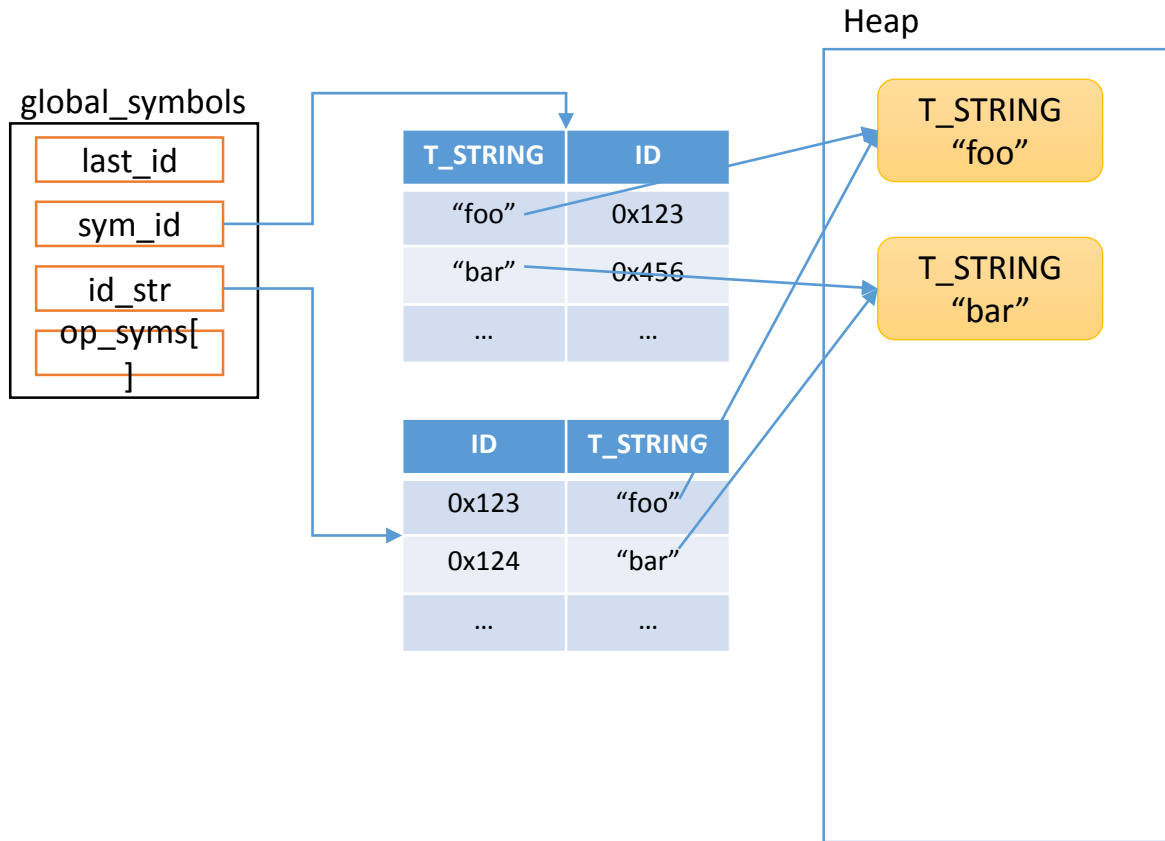 Heap
global_symbols
last_id
sym_id
id_str
op_syms[
]
T_STRING ID
“foo” 0x123
“bar” 0x456
... ...
ID T_STRING
0x123 “foo”
0x124 “bar”
... ...
T_STRING
“foo”
T_STRING
“bar”